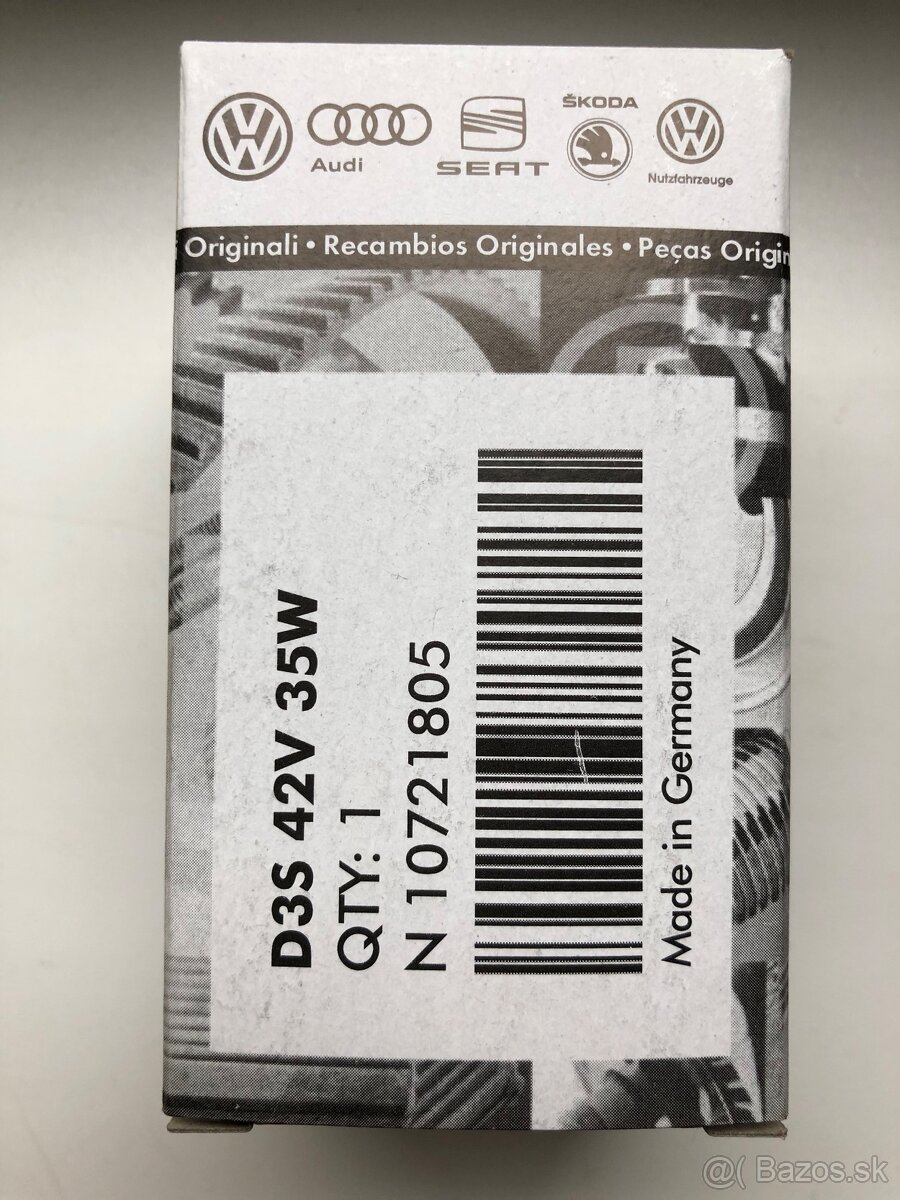 Audi
SEAT
ŠKODA
Nutzfahrzeuge
Originali • Recambios Originales • Peças Origin
D3S 42V 35W
QTY: 1
N 10721805
Made in Germany
@( Bazos.sk